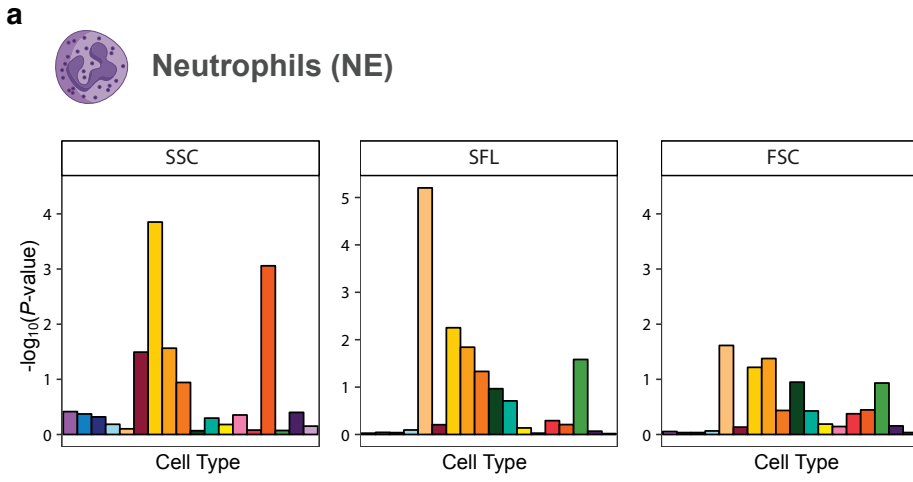 a
Neutrophils (NE)
SSC
SFL
FSC
-log₁₀(P-value)
4
3
2
1
0
5
4
3
2
1
0
4
3
2
1
0
Cell Type
Cell Type
Cell Type